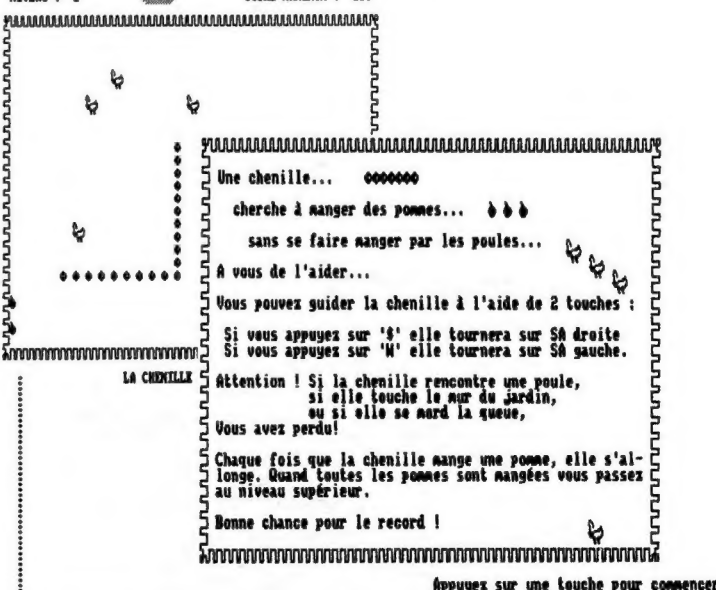 LA CHENILLE
Une chenille...
cherche à manger des pommes...
sans se faire manger par les poules...
A vous de l'aider...
Vous pouvez guider la chenille à l'aide de 2 touches :
Si vous appuyez sur '$' elle tournera sur SA droite
Si vous appuyez sur 'W' elle tournera sur SA gauche.
Attention ! Si la chenille rencontre une poule,
si elle touche le mur du jardin,
ou si elle se mord la queue,
Vous avez perdu!
Chaque fois que la chenille mange une pomme, elle s'al-
longe. Quand toutes les pommes sont mangées vous passez
au niveau supérieur.
Bonne chance pour le record !
Appuyez sur une touche pour commencer